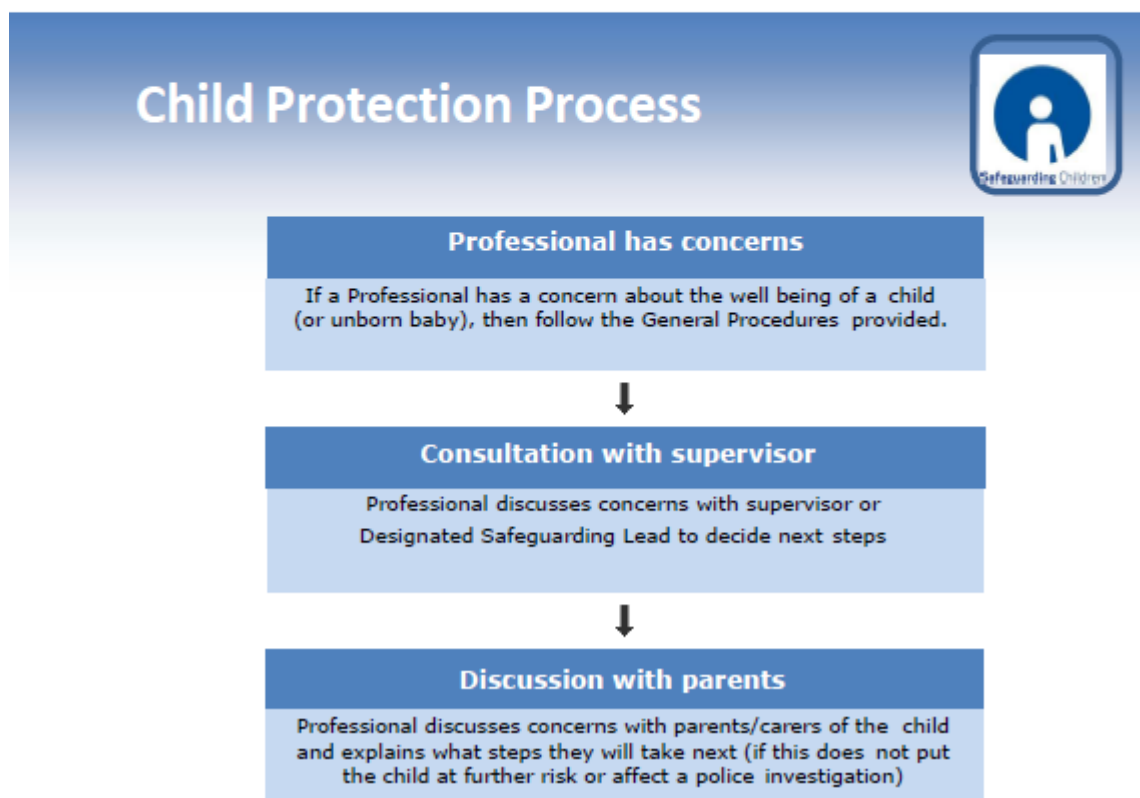 Child Protection Process
Safeguarding Children
Professional has concerns
If a Professional has a concern about the well being of a child
(or unborn baby), then follow the General Procedures provided.
Consultation with supervisor
Professional discusses concerns with supervisor or
Designated Safeguarding Lead to decide next steps
Discussion with parents
Professional discusses concerns with parents/carers of the child
and explains what steps they will take next (if this does not put
the child at further risk or affect a police investigation)